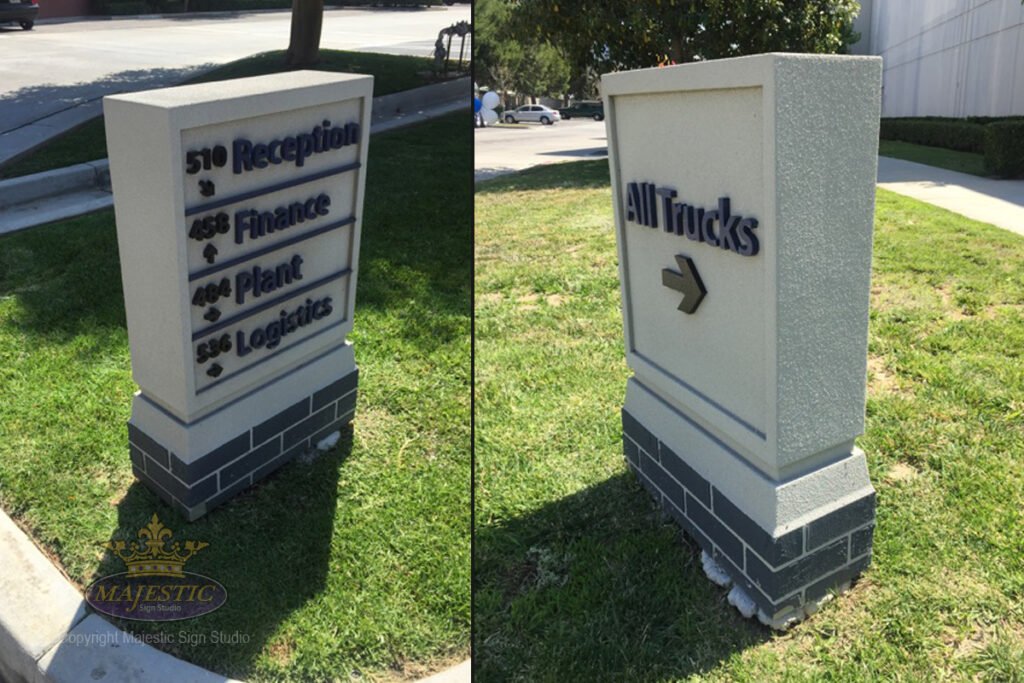 510 Reception
458 Finance
484 Plant
536 Logistics
All Trucks
MAJESTIC
Sign Studio
Copyright Majestic Sign Studio